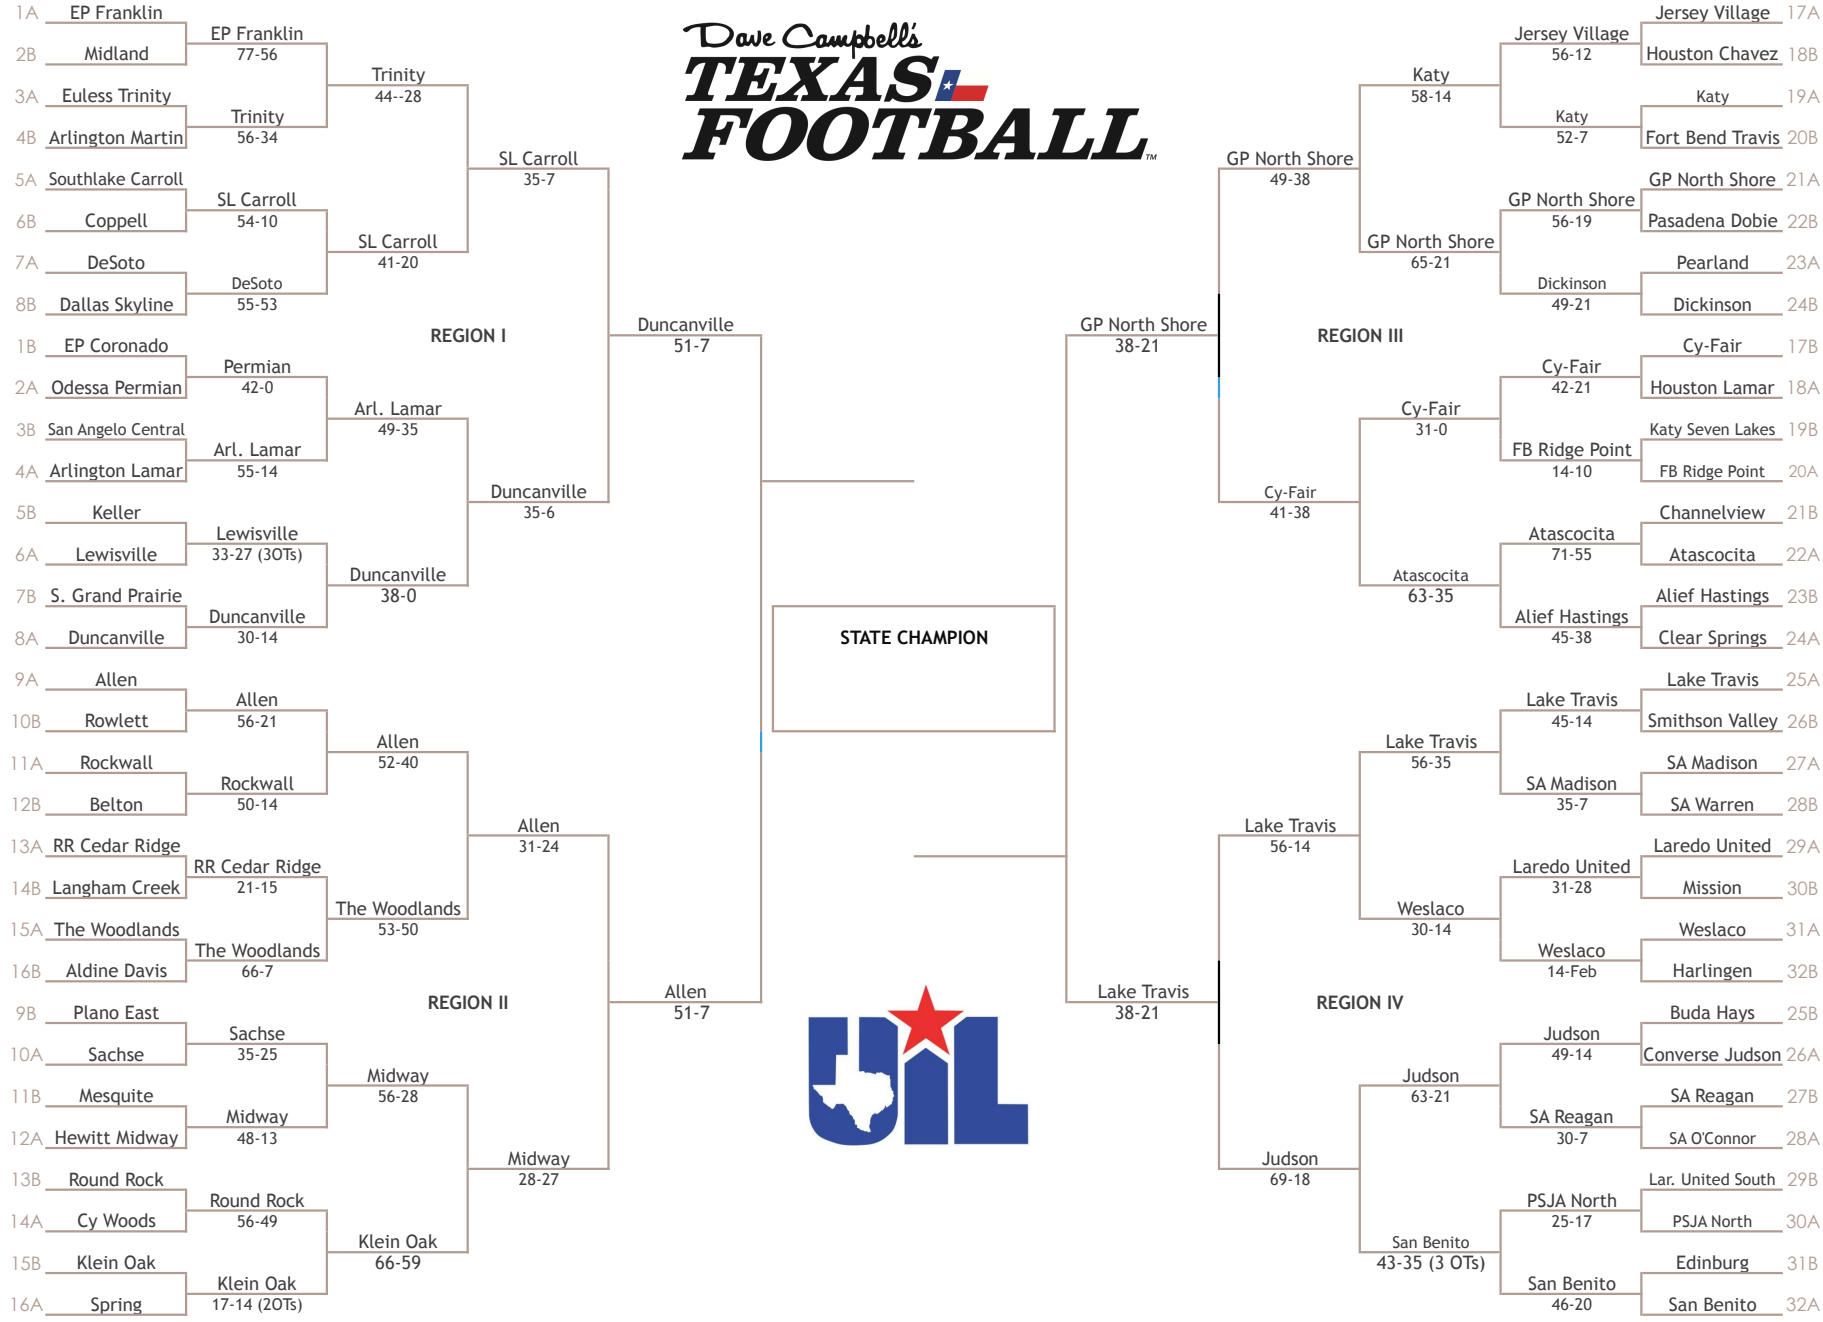 Dave Campbell's
TEXAS
FOOTBALL™
1A EP Franklin
2B Midland
3A Euless Trinity
4B Arlington Martin
5A Southlake Carroll
6B Coppell
7A DeSoto
8B Dallas Skyline
1B EP Coronado
2A Odessa Permian
3B San Angelo Central
4A Arlington Lamar
5B Keller
6A Lewisville
7B S. Grand Prairie
8A Duncanville
EP Franklin
77-56
Trinity
56-34
SL Carroll
54-10
DeSoto
55-53
Permian
42-0
Arl. Lamar
55-14
Lewisville
33-27 (3OTs)
Duncanville
30-14
Trinity
44--28
SL Carroll
41-20
Arl. Lamar
49-35
Duncanville
38-0
SL Carroll
35-7
Duncanville
35-6
REGION I
Duncanville
51-7
9A Allen
10B Rowlett
11A Rockwall
12B Belton
13A RR Cedar Ridge
14B Langham Creek
15A The Woodlands
16B Aldine Davis
9B Plano East
10A Sachse
11B Mesquite
12A Hewitt Midway
13B Round Rock
14A Cy Woods
15B Klein Oak
16A Spring
Allen
56-21
Rockwall
50-14
RR Cedar Ridge
21-15
The Woodlands
66-7
Sachse
35-25
Midway
48-13
Round Rock
56-49
Klein Oak
17-14 (2OTs)
Allen
52-40
The Woodlands
53-50
Midway
56-28
Klein Oak
66-59
Allen
31-24
Midway
28-27
REGION II
Allen
51-7
STATE CHAMPION
UIL
Jersey Village 17A
Houston Chavez 18B
Katy 19A
Fort Bend Travis 20B
GP North Shore 21A
Pasadena Dobie 22B
Pearland 23A
Dickinson 24B
Cy-Fair 17B
Houston Lamar 18A
Katy Seven Lakes 19B
FB Ridge Point 20A
Channelview 21B
Atascocita 22A
Alief Hastings 23B
Clear Springs 24A
Jersey Village
56-12
Katy
52-7
GP North Shore
56-19
Dickinson
49-21
Cy-Fair
42-21
FB Ridge Point
14-10
Atascocita
71-55
Alief Hastings
45-38
Katy
58-14
GP North Shore
65-21
Cy-Fair
31-0
Atascocita
63-35
GP North Shore
49-38
Cy-Fair
41-38
REGION III
GP North Shore
38-21
Lake Travis 25A
Smithson Valley 26B
SA Madison 27A
SA Warren 28B
Laredo United 29A
Mission 30B
Weslaco 31A
Harlingen 32B
Buda Hays 25B
Converse Judson 26A
SA Reagan 27B
SA O'Connor 28A
Lar. United South 29B
PSJA North 30A
Edinburg 31B
San Benito 32A
Lake Travis
45-14
SA Madison
35-7
Laredo United
31-28
Weslaco
14-Feb
Judson
49-14
SA Reagan
30-7
PSJA North
25-17
San Benito
46-20
Lake Travis
56-35
Weslaco
30-14
Judson
63-21
San Benito
43-35 (3 OTs)
Lake Travis
56-14
Judson
69-18
REGION IV
Lake Travis
38-21